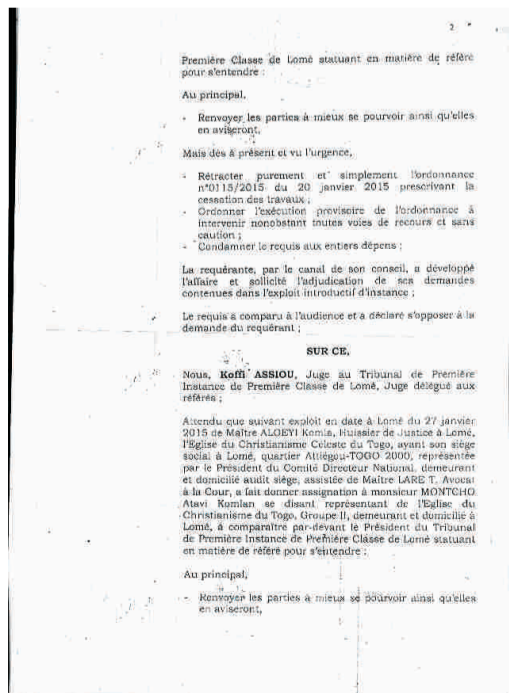 2
Première Classe de Lomé statuant en matière de référé
pour s'entendre :
Au principal,
- Renvoyer les parties à mieux se pourvoir ainsi qu'elles
en aviseront,
Mais dès à présent et vu l'urgence,
- Rétracter purement et simplement l'ordonnance
n°0115/2015 du 20 janvier 2015 prescrivant la
cessation des travaux ;
- Ordonner l'exécution provisoire de l'ordonnance à
intervenir nonobstant toutes voies de recours et sans
caution ;
- Condamner le requis aux entiers dépens ;
La requérante, par le canal de son conseil, a développé
l'affaire et sollicité l'adjudication de ses demandes
contenues dans l'exploit introductif d'instance ;
Le requis a comparu à l'audience et a déclaré s'opposer à la
demande du requérant ;
SUR CE,
Nous, Koffi ASSIOU, Juge au Tribunal de Première
Instance de Première Classe de Lomé, Juge délégué aux
référés ;
Attendu que suivant exploit en date à Lomé du 27 janvier
2015 de Maître ALOEYI Komla, Huissier de Justice à Lomé,
l'Eglise du Christianisme Céleste du Togo, ayant son siège
social à Lomé, quartier Attiégou-TOGO 2000, représentée
par le Président du Comité Directeur National, demeurant
et domicilié audit siège, assistée de Maître LARE T. Avocat
à la Cour, a fait donner assignation à monsieur MONTCHO
Atavi Komlan se disant représentant de l'Eglise du
Christianisme du Togo, Groupe II, demeurant et domicilié à
Lomé, à comparaître par-devant le Président du Tribunal
de Première Instance de Première Classe de Lomé statuant
en matière de référé pour s'entendre :
Au principal,
- Renvoyer les parties à mieux se pourvoir ainsi qu'elles
en aviseront,